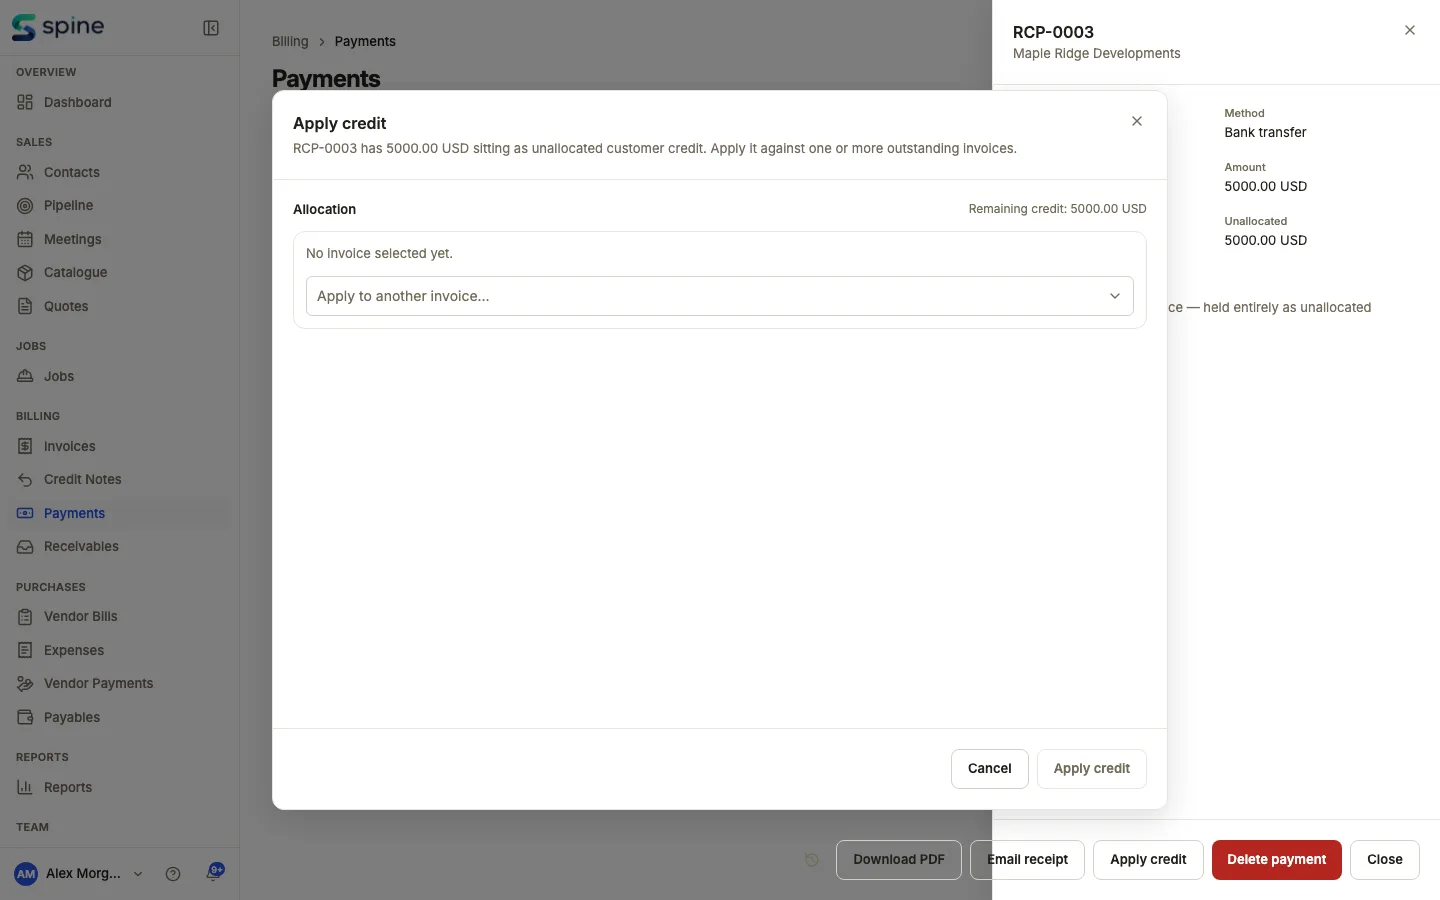 spine
OVERVIEW
Dashboard
SALES
Contacts
Pipeline
Meetings
Catalogue
Quotes
JOBS
Jobs
BILLING
Invoices
Credit Notes
Payments
Receivables
PURCHASES
Vendor Bills
Expenses
Vendor Payments
Payables
REPORTS
Reports
TEAM
AM
Alex Morg...
9+
Billing > Payments
Payments
Apply credit
RCP-0003 has 5000.00 USD sitting as unallocated customer credit. Apply it against one or more outstanding invoices.
Allocation
Remaining credit: 5000.00 USD
No invoice selected yet.
Apply to another invoice...
Cancel
Apply credit
RCP-0003
Maple Ridge Developments
Method
Bank transfer
Amount
5000.00 USD
Unallocated
5000.00 USD
ce — held entirely as unallocated
Download PDF
Email receipt
Apply credit
Delete payment
Close